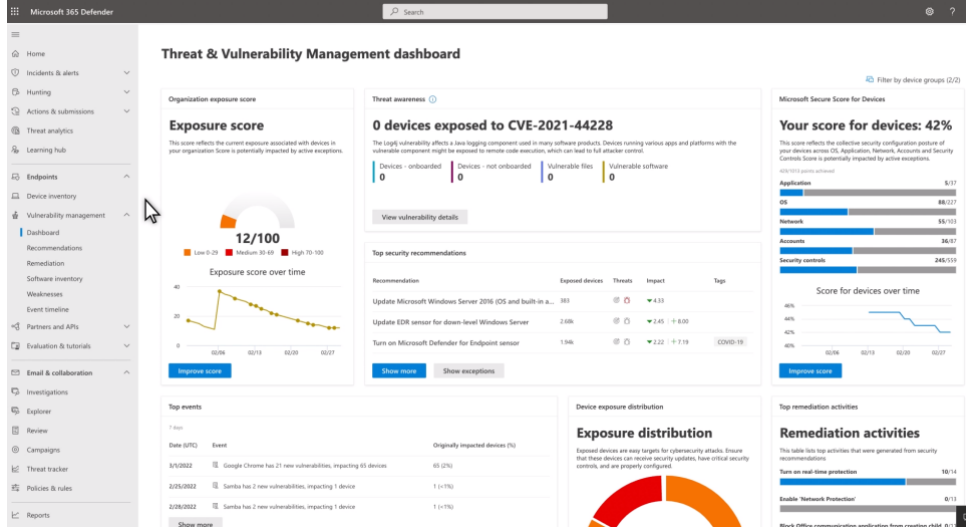 Microsoft 365 Defender
Search
?
Home
Incidents & alerts
Hunting
Actions & submissions
Threat analytics
Learning hub
Endpoints
Device inventory
Vulnerability management
Dashboard
Recommendations
Remediation
Software inventory
Weaknesses
Event timeline
Partners and APIs
Evaluation & tutorials
Email & collaboration
Investigations
Explorer
Review
Campaigns
Threat tracker
Policies & rules
Reports
Threat & Vulnerability Management dashboard
Filter by device groups (2/2)
Organization exposure score
Exposure score
This score reflects the current exposure associated with devices in
your organization Score is potentially impacted by active exceptions.
12/100
Low 0-29 Medium 30-69 High 70-100
Exposure score over time
40
20
0
02/06 02/13 02/20 02/27
Improve score
Threat awareness
0 devices exposed to CVE-2021-44228
The Log4j vulnerability affects a Java logging component used in many software products. Devices running various apps and platforms with the
vulnerable component might be exposed to remote code execution, which can lead to full attacker control.
Devices - onboarded Devices - not onboarded Vulnerable files Vulnerable software
0 0 0 0
View vulnerability details
Top security recommendations
Recommendation Exposed devices Threats Impact Tags
Update Microsoft Windows Server 2016 (OS and built-in a... 383 ▼4.33
Update EDR sensor for down-level Windows Server 2.68k ▼2.45 | + 8.00
Turn on Microsoft Defender for Endpoint sensor 1.94k ▼2.22 | + 7.19 COVID-19
Show more Show exceptions
Microsoft Secure Score for Devices
Your score for devices: 42%
This score reflects the collective security configuration posture of
your devices across OS, Application, Network, Accounts and Security
Controls Score is potentially impacted by active exceptions.
points achieved
Application 5/37
OS 88/227
Network 55/103
Accounts 36/87
Security controls 245/559
Score for devices over time
46%
44%
42%
40%
02/06 02/13 02/20 02/27
Improve score
Top events
7 days
Date (UTC) Event Originally impacted devices (%)
3/1/2022 Google Chrome has 21 new vulnerabilities, impacting 65 devices 65 (2%)
2/25/2022 Samba has 2 new vulnerabilities, impacting 1 device 1 (<1%)
2/28/2022 Samba has 2 new vulnerabilities, impacting 1 device 1 (<1%)
Show more
Device exposure distribution
Exposure distribution
Exposed devices are easy targets for cybersecurity attacks. Ensure
that these devices can receive security updates, have critical security
controls, and are properly configured.
Top remediation activities
Remediation activities
This table lists top activities that were generated from security
recommendations
Turn on real-time protection 10/14
Enable 'Network Protection' 0/13
Block Office communication application from creating child